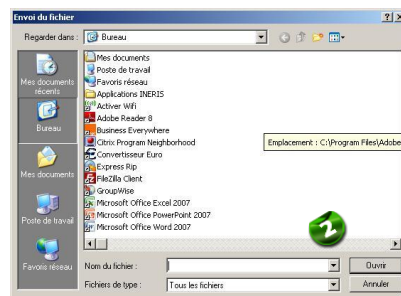 Envoi du fichier
Regarder dans :
Bureau
Mes documents récents
Bureau
Mes documents
Poste de travail
Favoris réseau
Mes documents
Poste de travail
Favoris réseau
Applications INERIS
Activer Wifi
Adobe Reader 8
Business Everywhere
Citrix Program Neighborhood
Convertisseur Euro
Express Rip
FileZilla Client
GroupWise
Microsoft Office Excel 2007
Microsoft Office PowerPoint 2007
Microsoft Office Word 2007
Emplacement : C:\Program Files\Adobe
2
Nom du fichier :
Ouvrir
Fichiers de type :
Tous les fichiers
Annuler